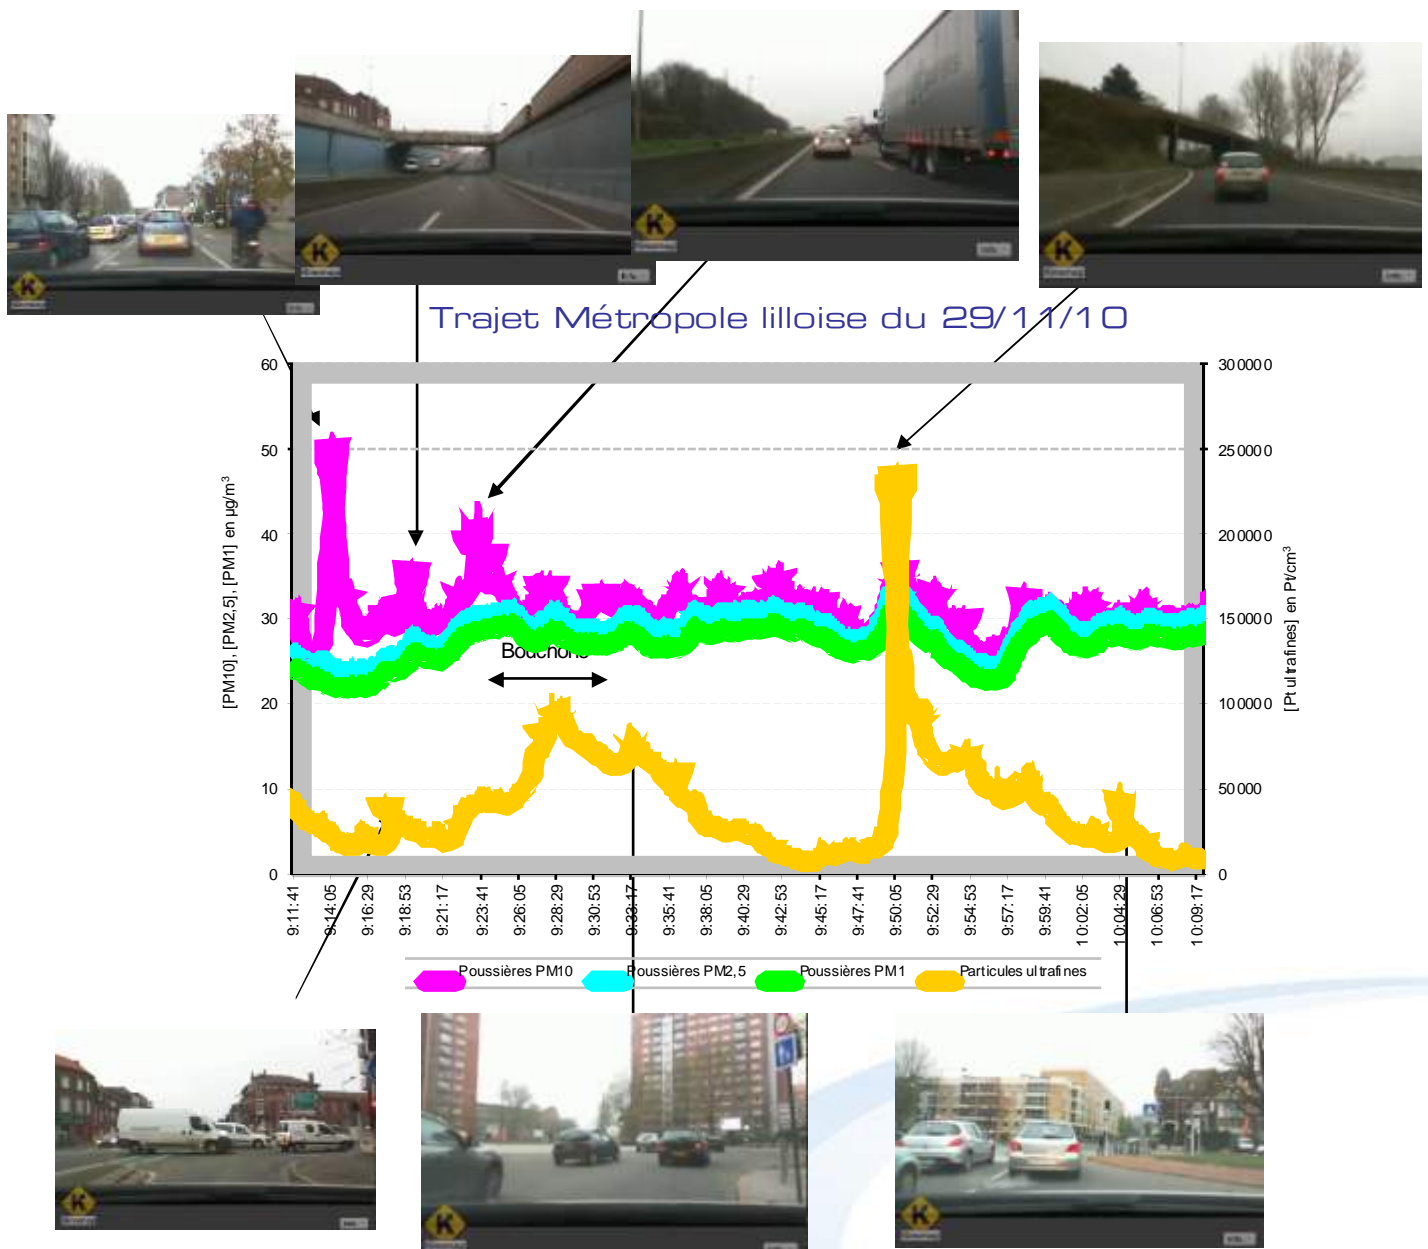 Trajet Métropole lilloise du 29/11/10
60
50
40
30
20
10
0
[PM10], [PM2,5], [PM1] en µg/m³
300000
250000
200000
150000
100000
50000
0
[Pt ultrafines] en Pt/cm³
Bouchons
9:11:41
9:14:05
9:16:29
9:18:53
9:21:17
9:23:41
9:26:05
9:28:29
9:30:53
9:33:17
9:35:41
9:38:05
9:40:29
9:42:53
9:45:17
9:47:41
9:50:05
9:52:29
9:54:53
9:57:17
9:59:41
10:02:05
10:04:29
10:06:53
10:09:17
Poussières PM10
Poussières PM2,5
Poussières PM1
Particules ultrafines
K
K
K
K
K
K
K